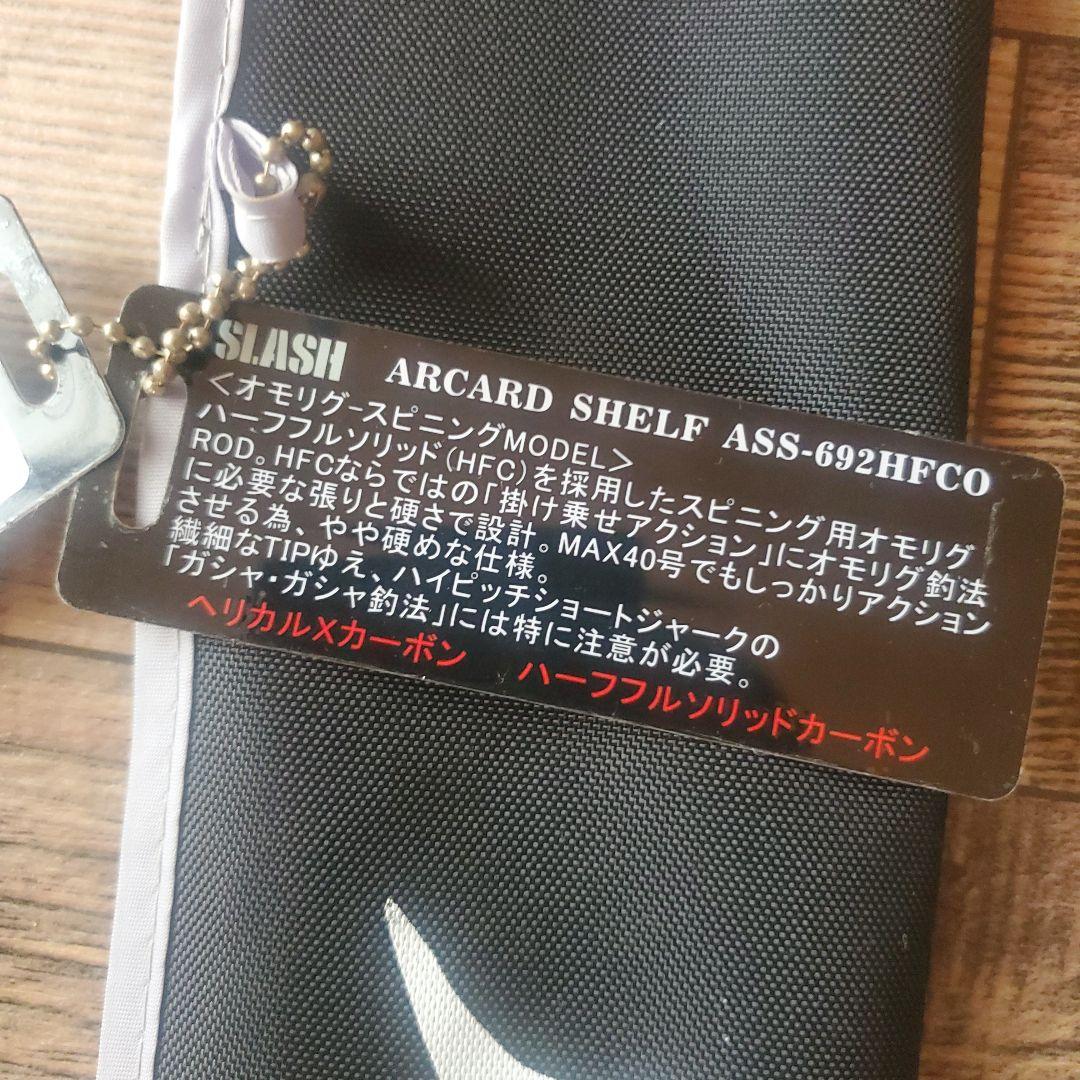 SLASH ARCARD SHELF ASS-692HFCO
＜オモリグ-スピニングMODEL＞
ハーフフルソリッド(HFC)を採用したスピニング用オモリグ
ROD。HFCならではの「掛け乗せアクション」にオモリグ釣法
に必要な張りと硬さで設計。MAX40号でもしっかりアクション
させる為、やや硬めな仕様。
繊細なTIPゆえ、ハイピッチショートジャークの
「ガシャ・ガシャ釣法」には特に注意が必要。
ヘリカルXカーボン ハーフフルソリッドカーボン